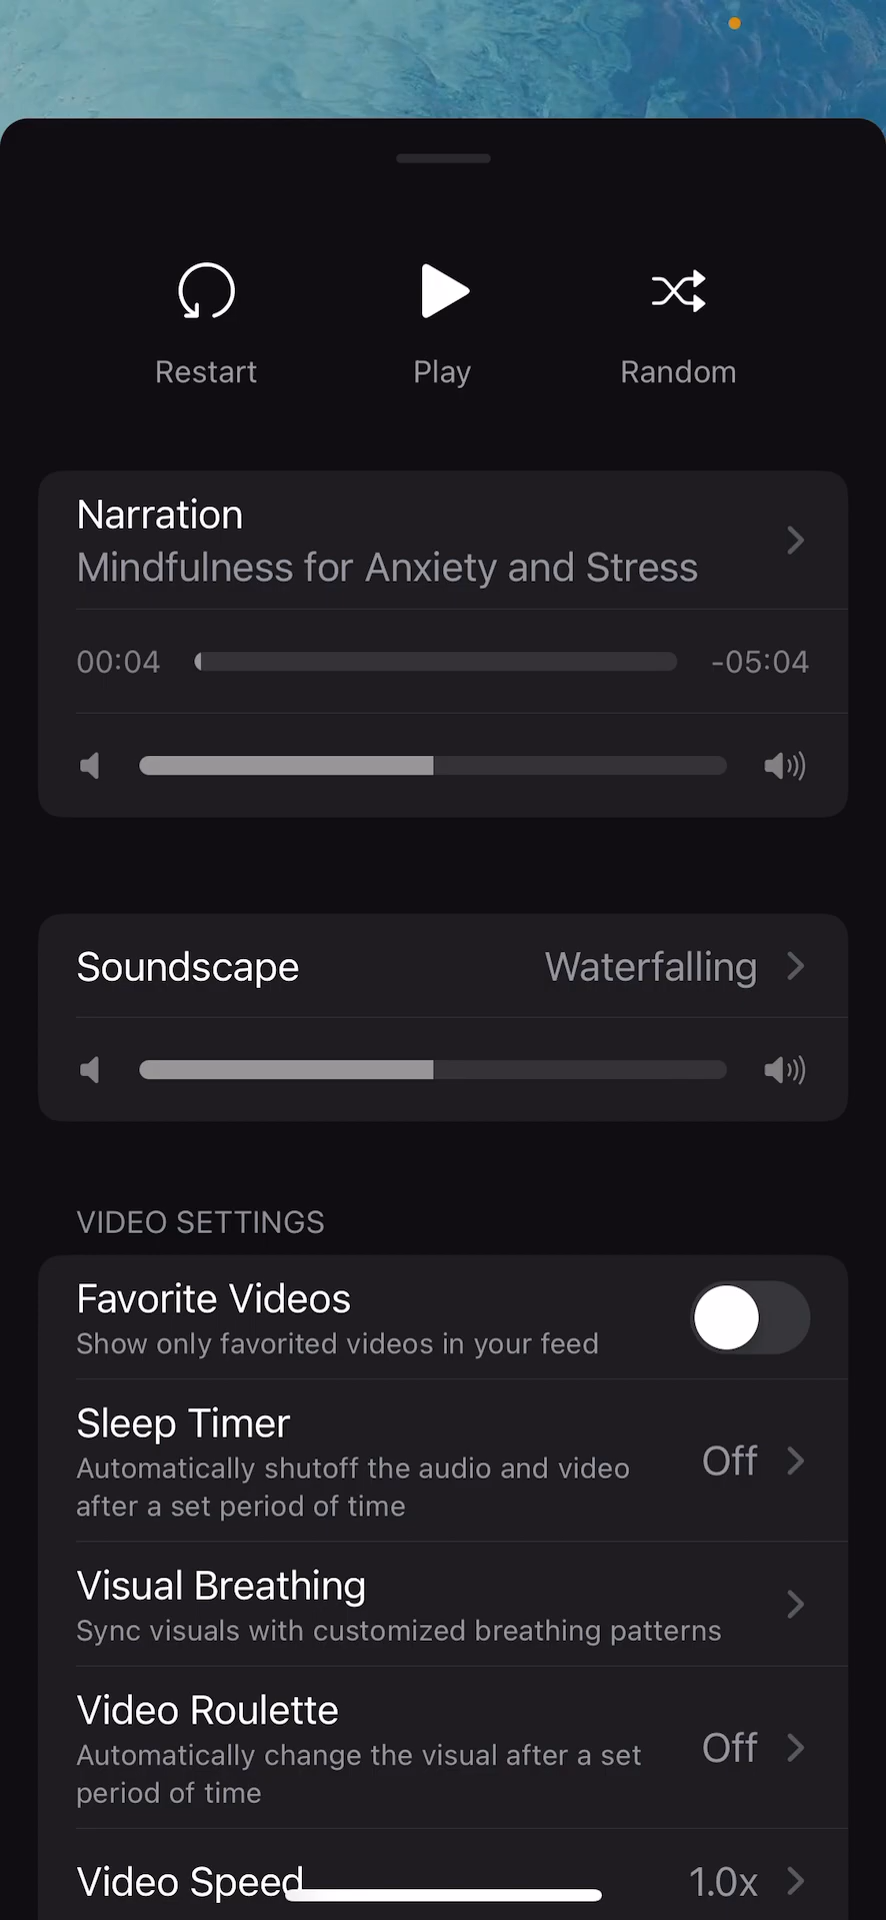 Restart
Play
Random
Narration
Mindfulness for Anxiety and Stress
00:04
-05:04
Soundscape
Waterfalling
VIDEO SETTINGS
Favorite Videos
Show only favorited videos in your feed
Sleep Timer
Automatically shutoff the audio and video
after a set period of time
Off
Visual Breathing
Sync visuals with customized breathing patterns
Video Roulette
Automatically change the visual after a set
period of time
Off
Video Speed
1.0x